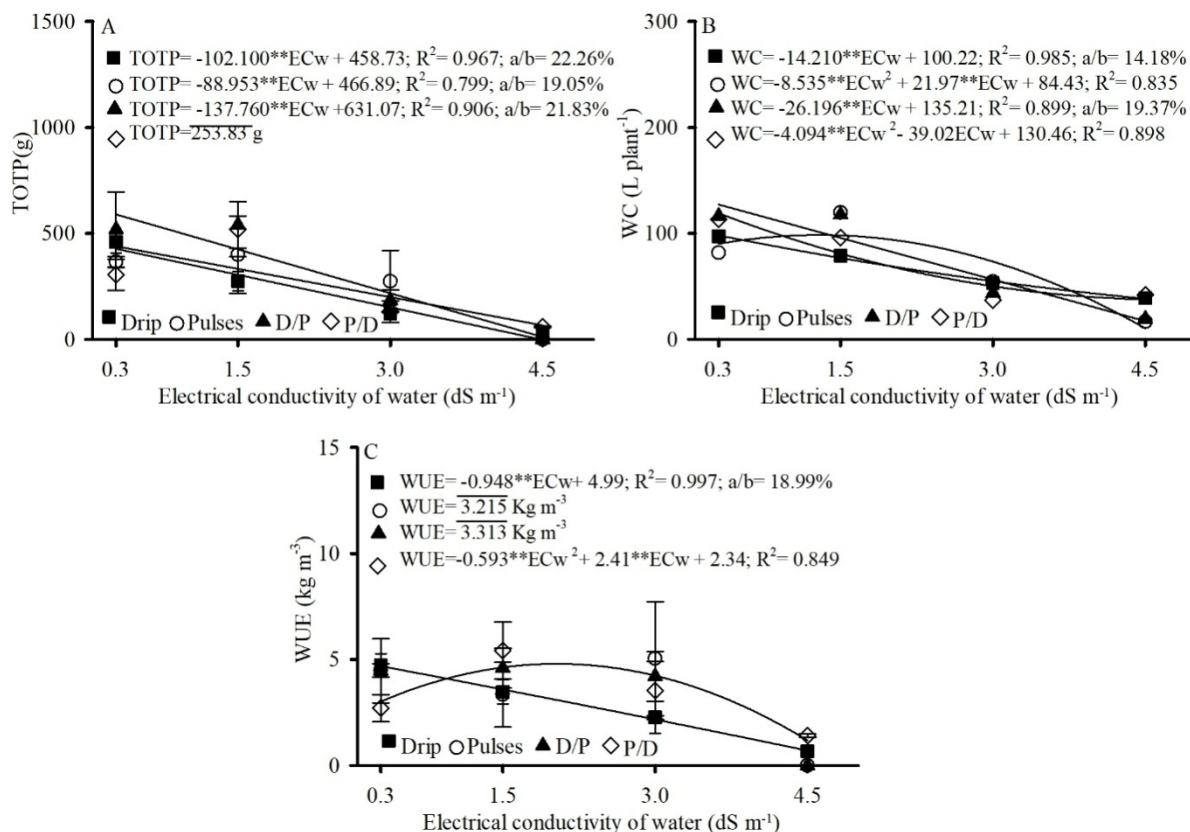 A
1500
TOTP= -102.100**ECw + 458.73; R²= 0.967; a/b= 22.26%
TOTP= -88.953**ECw + 466.89; R²= 0.799; a/b= 19.05%
TOTP= -137.760**ECw +631.07; R²= 0.906; a/b= 21.83%
TOTP=253.83 g
1000
500
0
TOTP(g)
Drip Pulses D/P P/D
0.3 1.5 3.0 4.5
Electrical conductivity of water (dS m⁻¹)
B
300
WC= -14.210**ECw + 100.22; R²= 0.985; a/b= 14.18%
WC=-8.535**ECw² + 21.97**ECw + 84.43; R²= 0.835
WC= -26.196**ECw + 135.21; R²= 0.899; a/b= 19.37%
WC=-4.094**ECw² - 39.02ECw + 130.46; R²= 0.898
200
100
0
WC (L plant⁻¹)
Drip Pulses D/P P/D
0.3 1.5 3.0 4.5
Electrical conductivity of water (dS m⁻¹)
C
15
WUE= -0.948**ECw+ 4.99; R²= 0.997; a/b= 18.99%
WUE= 3.215 Kg m⁻³
WUE= 3.313 Kg m⁻³
WUE=-0.593**ECw² + 2.41**ECw + 2.34; R²= 0.849
10
5
0
WUE (kg m⁻³)
Drip Pulses D/P P/D
0.3 1.5 3.0 4.5
Electrical conductivity of water (dS m⁻¹)